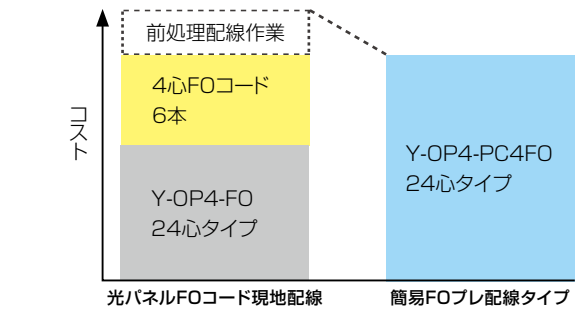 前処理配線作業
4心FOコード
6本
Y-OP4-FO
24心タイプ
Y-OP4-PC4FO
24心タイプ
コスト
光パネルFOコード現地配線
簡易FOプレ配線タイプ